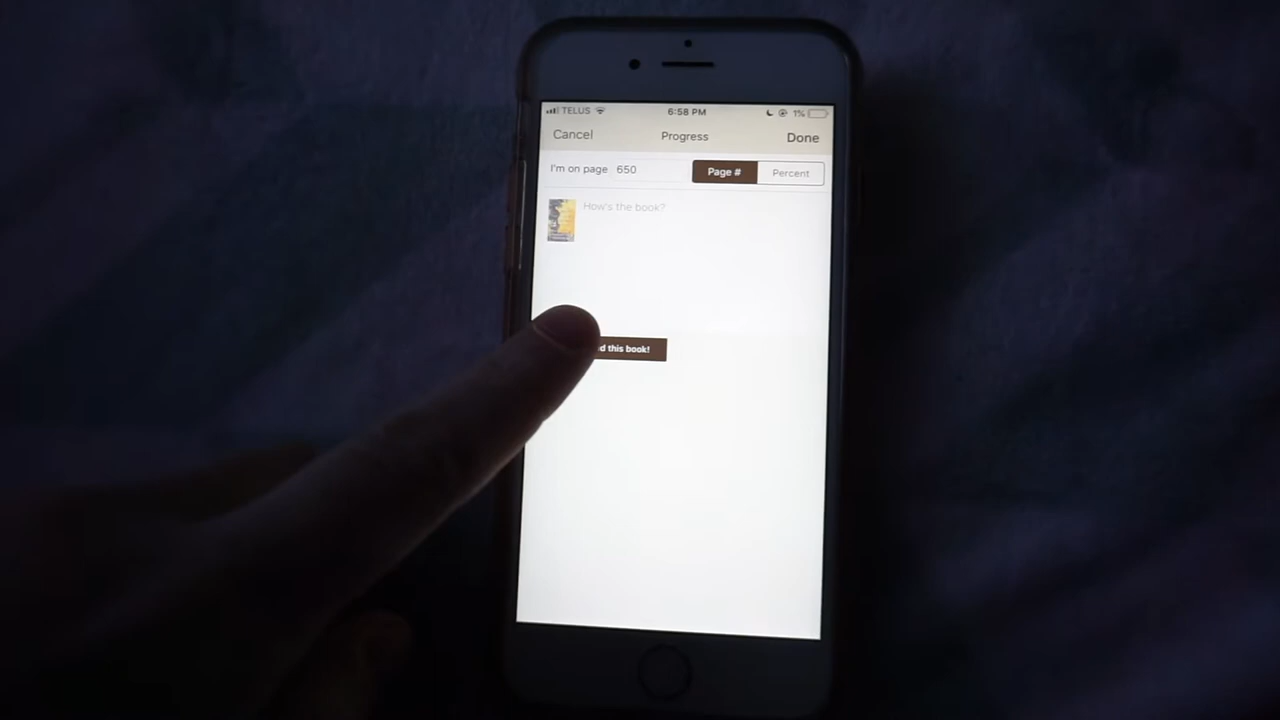 TELUS 6:58 PM 1%
Cancel Progress Done
I'm on page 650 Page # Percent
How's the book?
d this book!